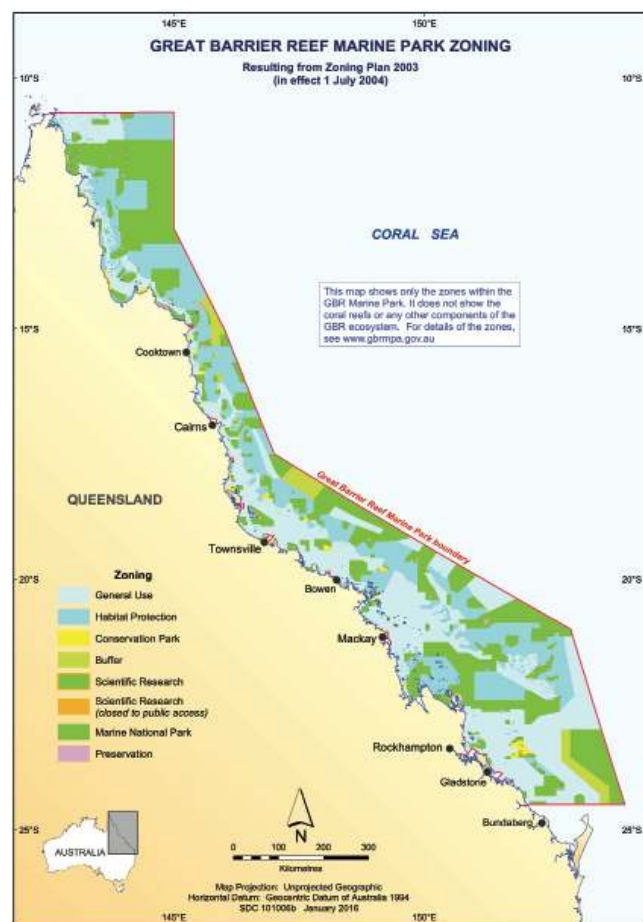 145°E
150°E
GREAT BARRIER REEF MARINE PARK ZONING
Resulting from Zoning Plan 2003
(in effect 1 July 2004)
10°S
10°S
CORAL SEA
This map shows only the zones within the
GBR Marine Park. It does not show the
coral reefs or any other components of the
GBR ecosystem. For details of the zones,
see www.gbrmpa.gov.au
15°S
15°S
Cooktown
Cairns
Great Barrier Reef Marine Park boundary
QUEENSLAND
Townsville
Bowen
20°S
20°S
Mackay
Zoning
General Use
Habitat Protection
Conservation Park
Buffer
Scientific Research
Scientific Research
(closed to public access)
Marine National Park
Preservation
Rockhampton
Gladstone
Bundaberg
25°S
25°S
AUSTRALIA
N
0 50 100 200 300
Kilometres
Map Projection: Unprojected Geographic
Horizontal Datum: Geocentric Datum of Australia 1994
SDC 101006b January 2016
145°E
150°E